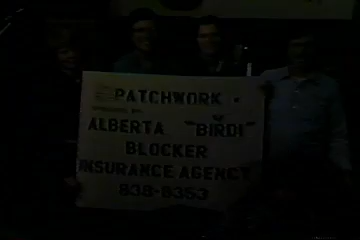 PATCHWORK
ALBERTA "BIRDI"
BLOCKER
INSURANCE AGENCY
838-8353